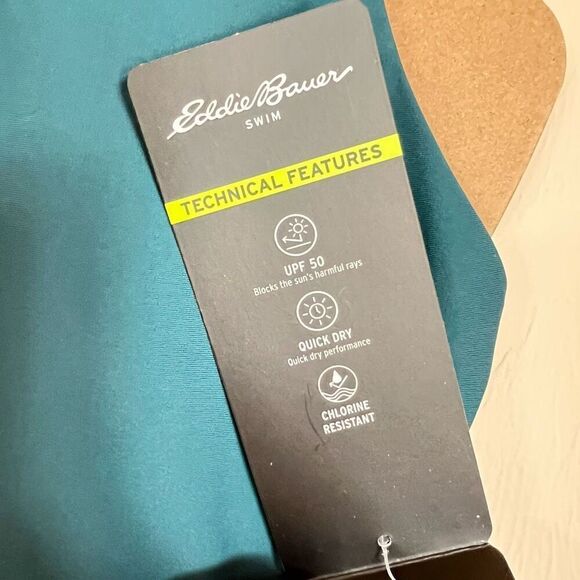 Eddie Bauer
SWIM
TECHNICAL FEATURES
UPF 50
Blocks the sun's harmful rays
QUICK DRY
Quick dry performance
CHLORINE
RESISTANT